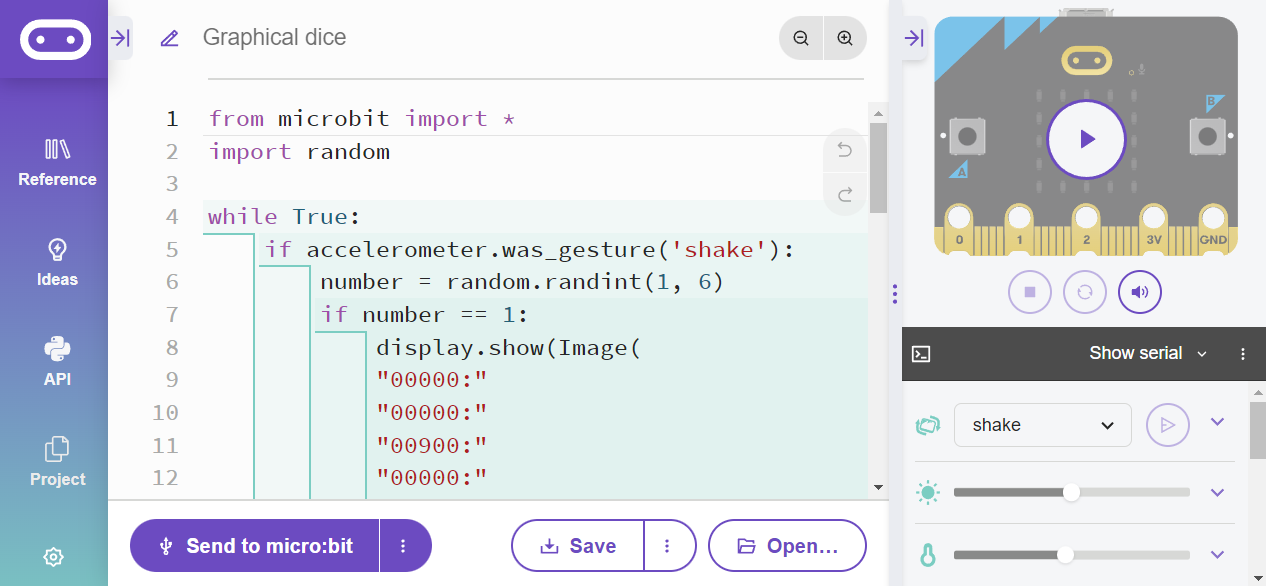 Graphical dice
Reference
Ideas
API
Project
1 from microbit import *
2 import random
3
4 while True:
5 if accelerometer.was_gesture('shake'):
6 number = random.randint(1, 6)
7 if number == 1:
8 display.show(Image(
9 "00000:"
10 "00000:"
11 "00900:"
12 "00000:"
Send to micro:bit
Save
Open...
B
A
0 1 2 3V GND
Show serial
shake